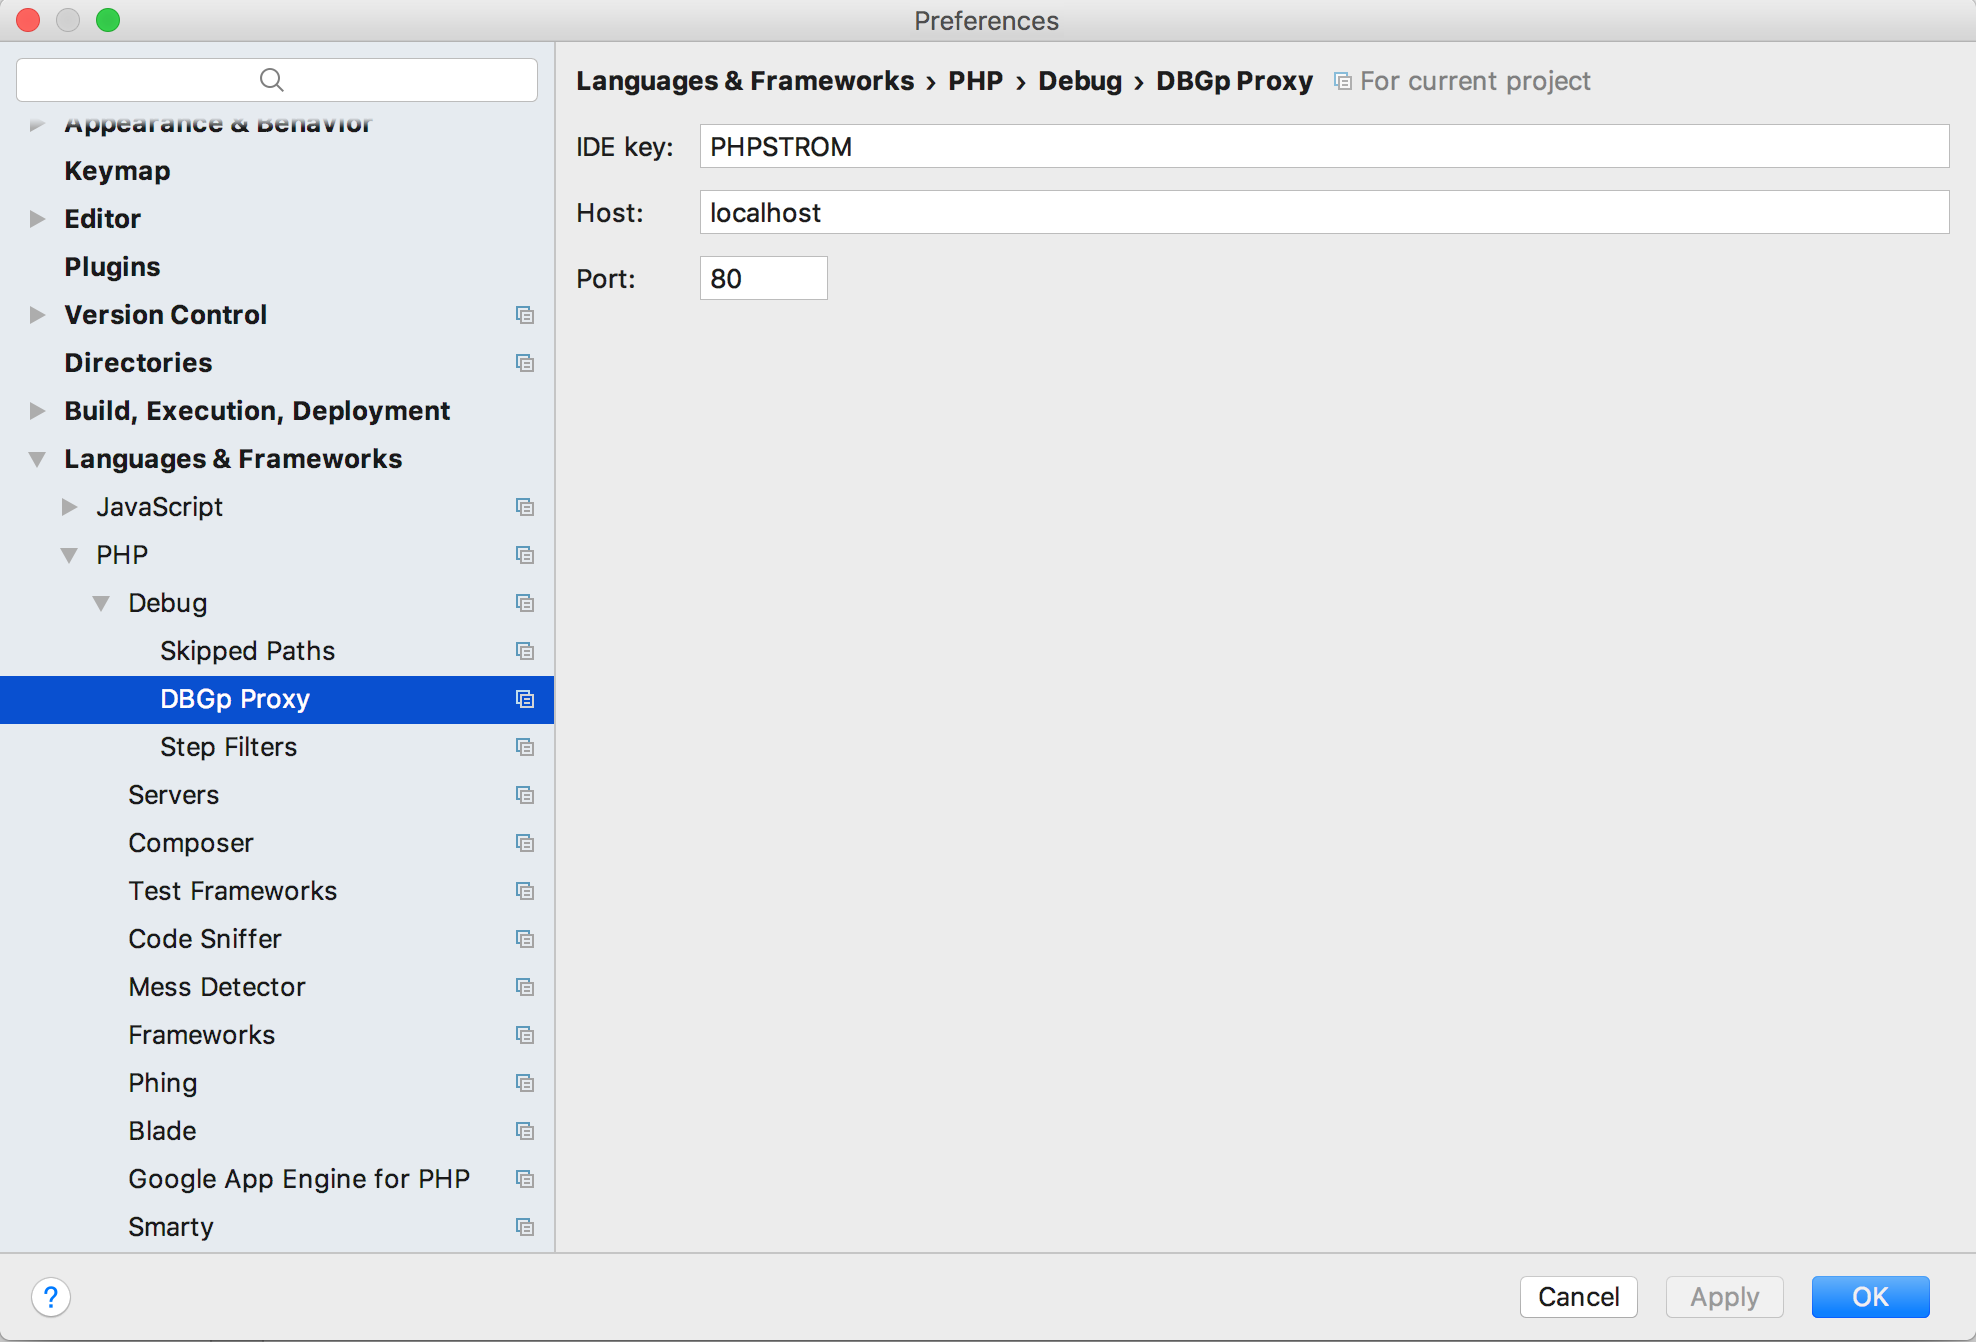 Preferences
Appearance & Behavior
Keymap
Editor
Plugins
Version Control
Directories
Build, Execution, Deployment
Languages & Frameworks
JavaScript
PHP
Debug
Skipped Paths
DBGp Proxy
Step Filters
Servers
Composer
Test Frameworks
Code Sniffer
Mess Detector
Frameworks
Phing
Blade
Google App Engine for PHP
Smarty
Languages & Frameworks › PHP › Debug › DBGp Proxy For current project
IDE key: PHPSTROM
Host: localhost
Port: 80
? Cancel Apply OK